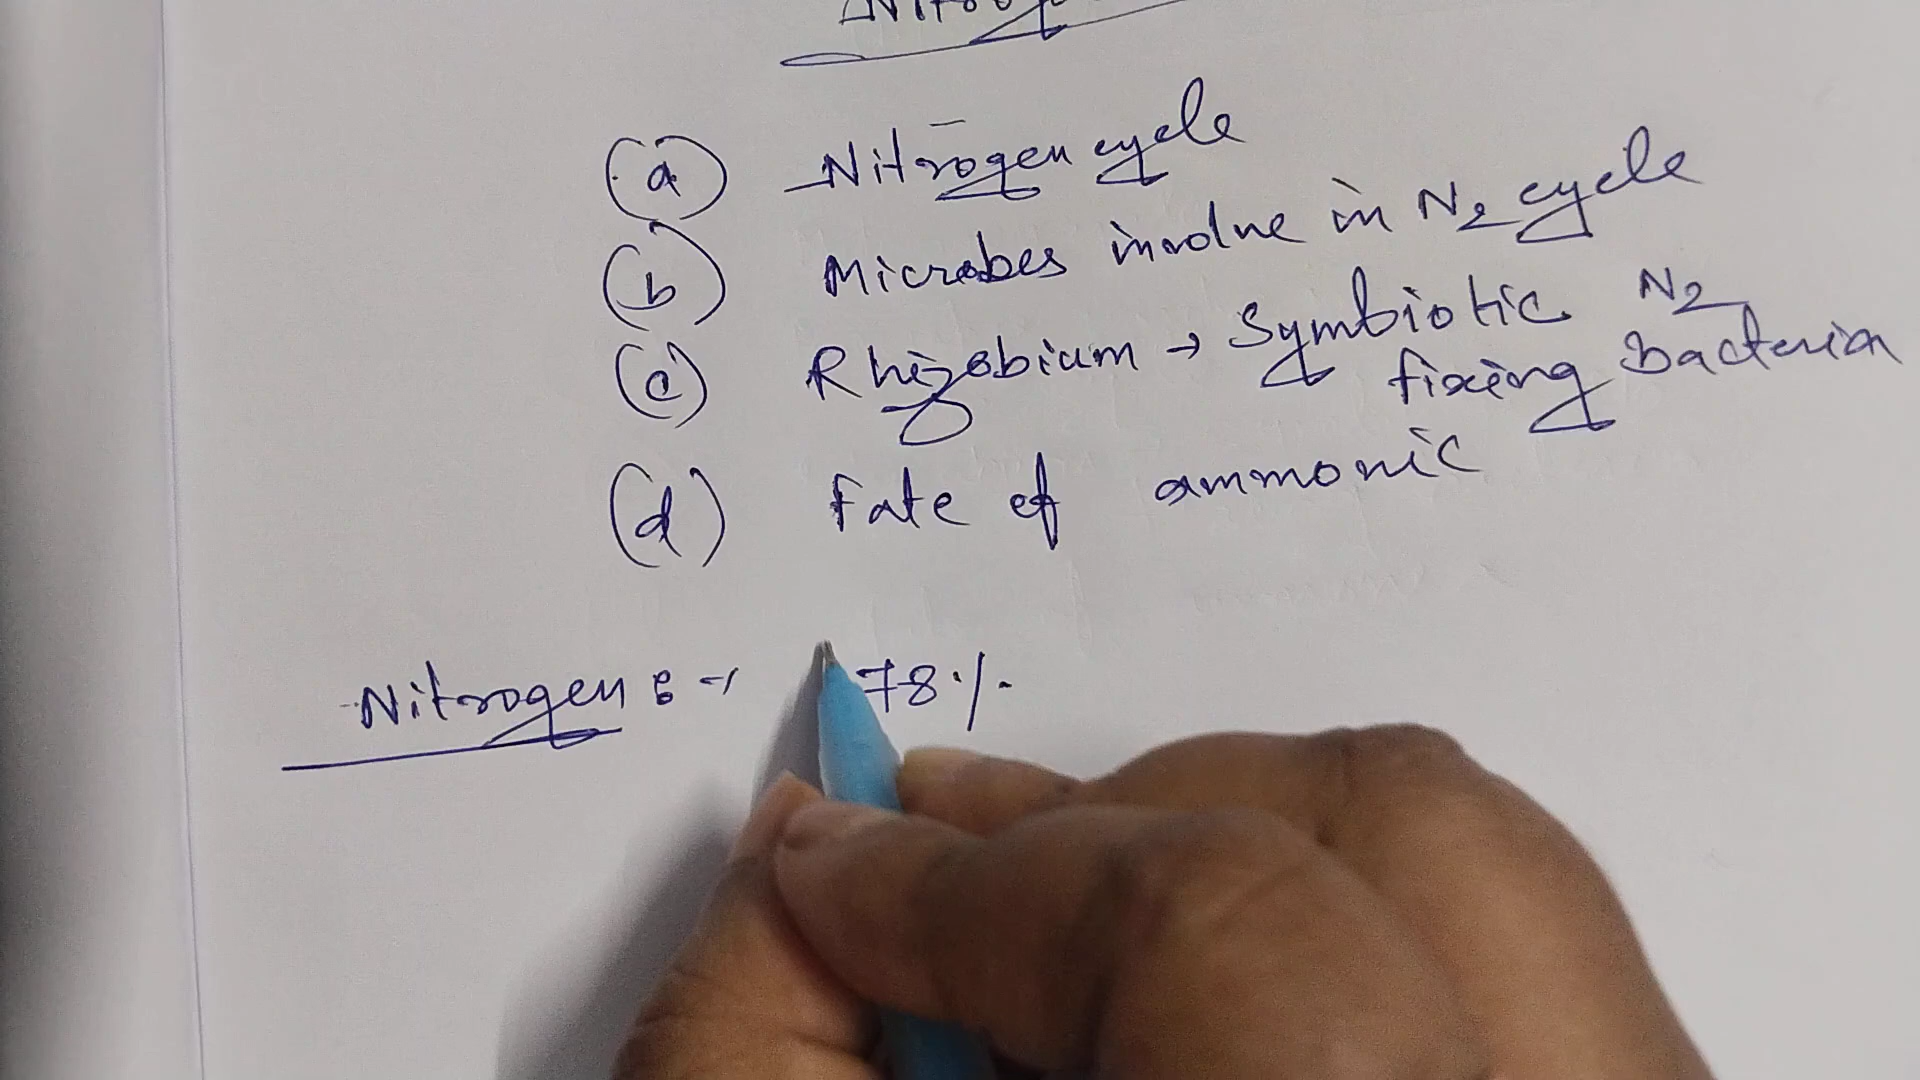 (a) Nitrogen cycle
(b) Microbes involve in N2 cycle
(c) Rhizobium → Symbiotic N2
fixing bacteria
(d) Fate of ammonic
Nitrogen :- 78%